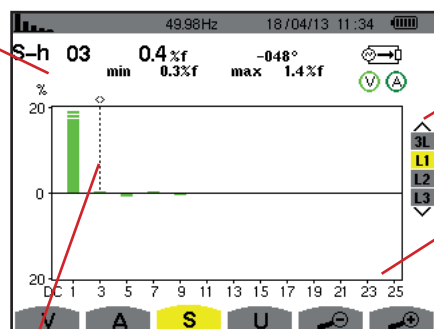 49.98Hz 18/04/13 11:34
S-h 03 0.4 %f -048°
min 0.3%f max 1.4%f
V A
%
20
3L
L1
L2
L3
0
20
DC 1 3 5 7 9 11 13 15 17 19 21 23 25
V A S U